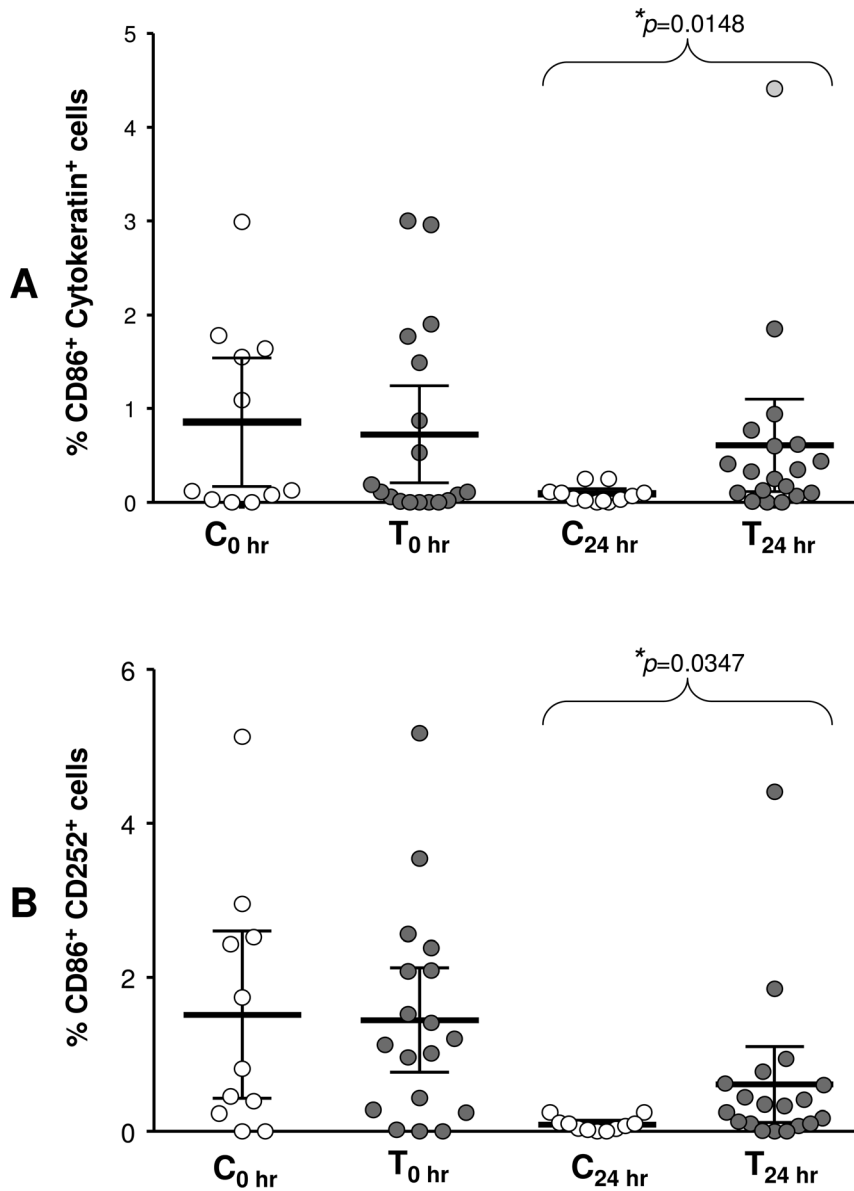 *p=0.0148
5
4
3
2
1
0
% CD86+ Cytokeratin+ cells
A
C0 hr T0 hr C24 hr T24 hr
*p=0.0347
6
4
2
0
% CD86+ CD252+ cells
B
C0 hr T0 hr C24 hr T24 hr